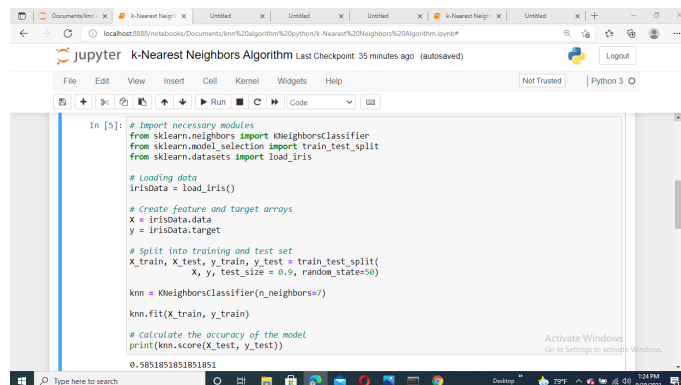 Documents/knn - x
k-Nearest Neighb x
Untitled x
Untitled x
Untitled x
k-Nearest Neighb x
Untitled x
localhost:8888/notebooks/Documents/knn%20algorithm%20python/k-Nearest%20Neighbors%20Algorithm.ipynb#
jupyter k-Nearest Neighbors Algorithm Last Checkpoint: 35 minutes ago (autosaved)
Logout
File Edit View Insert Cell Kernel Widgets Help
Not Trusted
Python 3
Run
Code
In [5]: # Import necessary modules
from sklearn.neighbors import KNeighborsClassifier
from sklearn.model_selection import train_test_split
from sklearn.datasets import load_iris
# Loading data
irisData = load_iris()
# Create feature and target arrays
X = irisData.data
y = irisData.target
# Split into training and test set
X_train, X_test, y_train, y_test = train_test_split(
X, y, test_size = 0.9, random_state=50)
knn = KNeighborsClassifier(n_neighbors=7)
knn.fit(X_train, y_train)
# Calculate the accuracy of the model
print(knn.score(X_test, y_test))
0.5851851851851851
Activate Windows
Go to Settings to activate Windows.
Type here to search
Desktop
79°F
1:24 PM